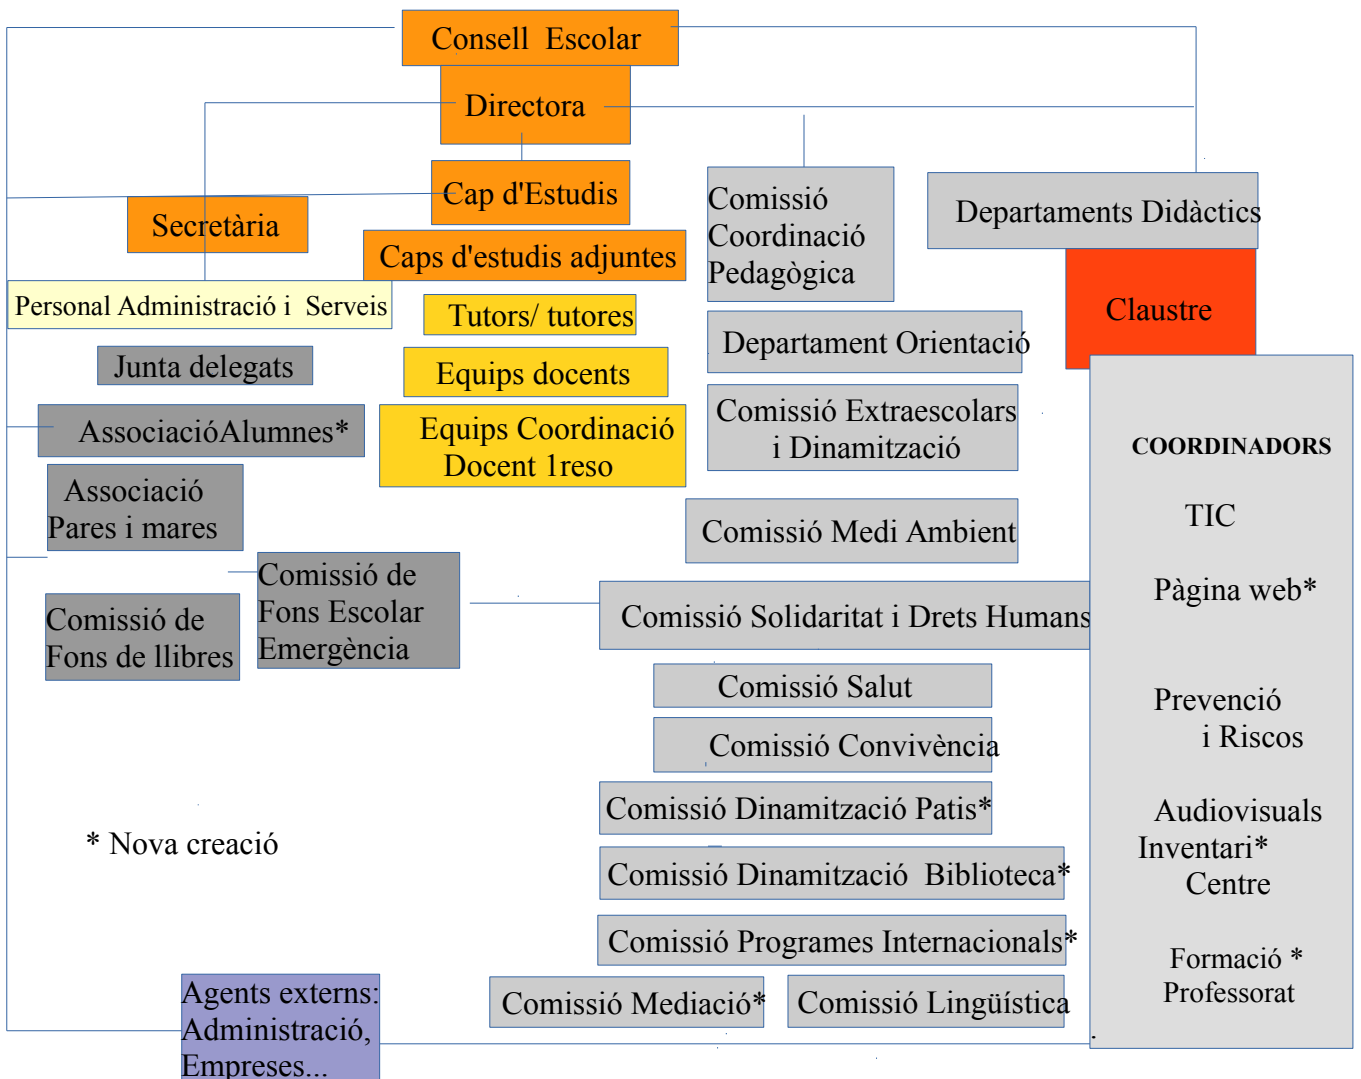 Consell Escolar
Directora
Cap d'Estudis
Secretària
Caps d'estudis adjuntes
Personal Administració i Serveis
Tutors/ tutores
Junta delegats
Equips docents
AssociacióAlumnes*
Equips Coordinació
Docent 1reso
Associació
Pares i mares
Comissió de
Fons Escolar
Emergència
Comissió de
Fons de llibres
* Nova creació
Agents externs:
Administració,
Empreses...
Comissió
Coordinació
Pedagògica
Departaments Didàctics
Claustre
Departament Orientació
Comissió Extraescolars
i Dinamització
Comissió Medi Ambient
Comissió Solidaritat i Drets Humans
Comissió Salut
Comissió Convivència
Comissió Dinamització Patis*
Comissió Dinamització Biblioteca*
Comissió Programes Internacionals*
Comissió Mediació*
Comissió Lingüística
COORDINADORS
TIC
Pàgina web*
Prevenció
i Riscos
Audiovisuals
Inventari*
Centre
Formació *
Professorat